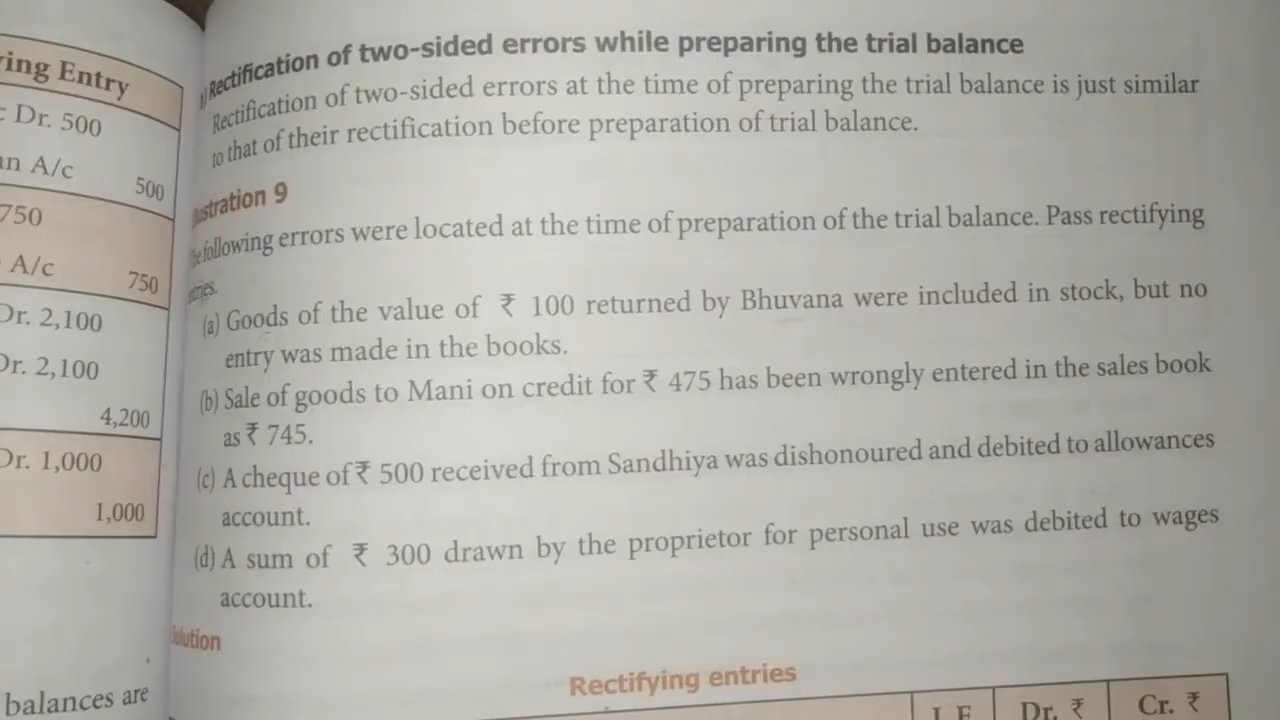 ing Entry
Dr. 500
A/c
500
750
A/c
750
Dr. 2,100
Dr. 2,100
4,200
Dr. 1,000
1,000
balances are
Rectification of two-sided errors while preparing the trial balance
Rectification of two-sided errors at the time of preparing the trial balance is just similar
to that of their rectification before preparation of trial balance.
ustration 9
following errors were located at the time of preparation of the trial balance. Pass rectifying
ries.
(a) Goods of the value of ₹ 100 returned by Bhuvana were included in stock, but no
entry was made in the books.
(b) Sale of goods to Mani on credit for ₹ 475 has been wrongly entered in the sales book
as ₹ 745.
(c) A cheque of ₹ 500 received from Sandhiya was dishonoured and debited to allowances
account.
(d) A sum of ₹ 300 drawn by the proprietor for personal use was debited to wages
account.
olution
Rectifying entries
Dr. ₹ Cr. ₹